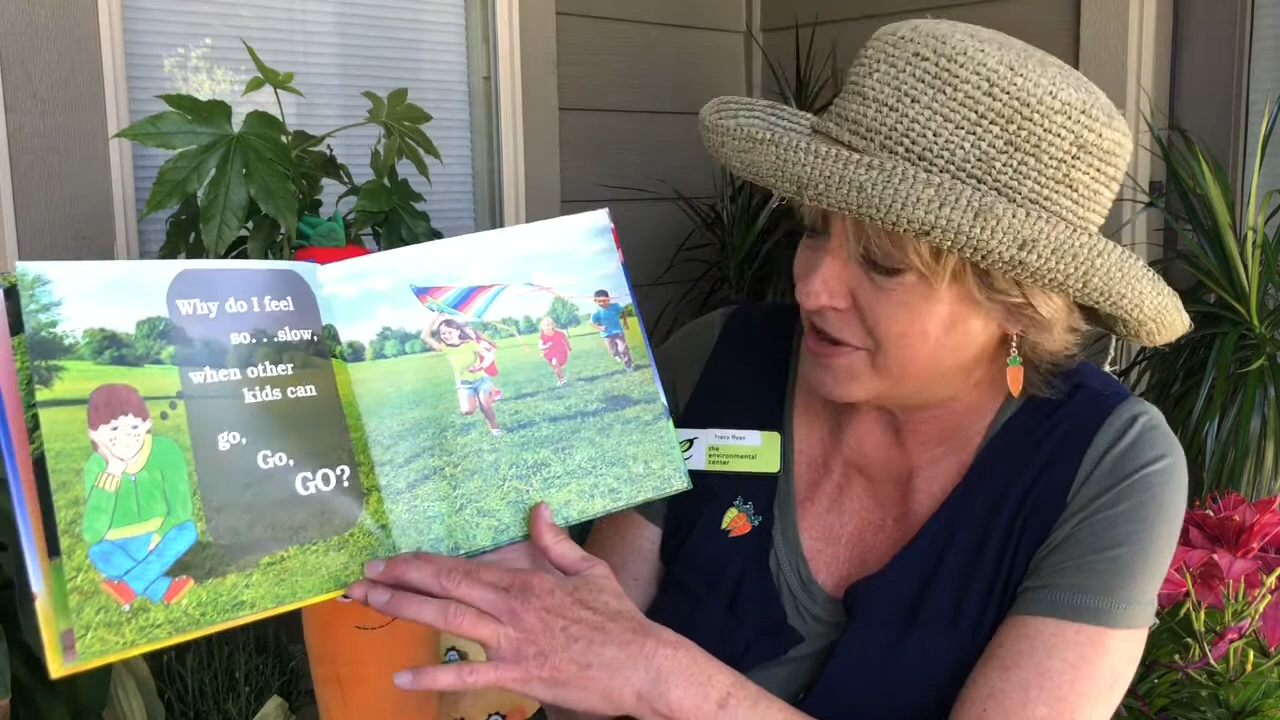 Why do I feel
so. . .slow,
when other
kids can
go,
Go,
GO?
Tracy Ryan
the
environmental
center